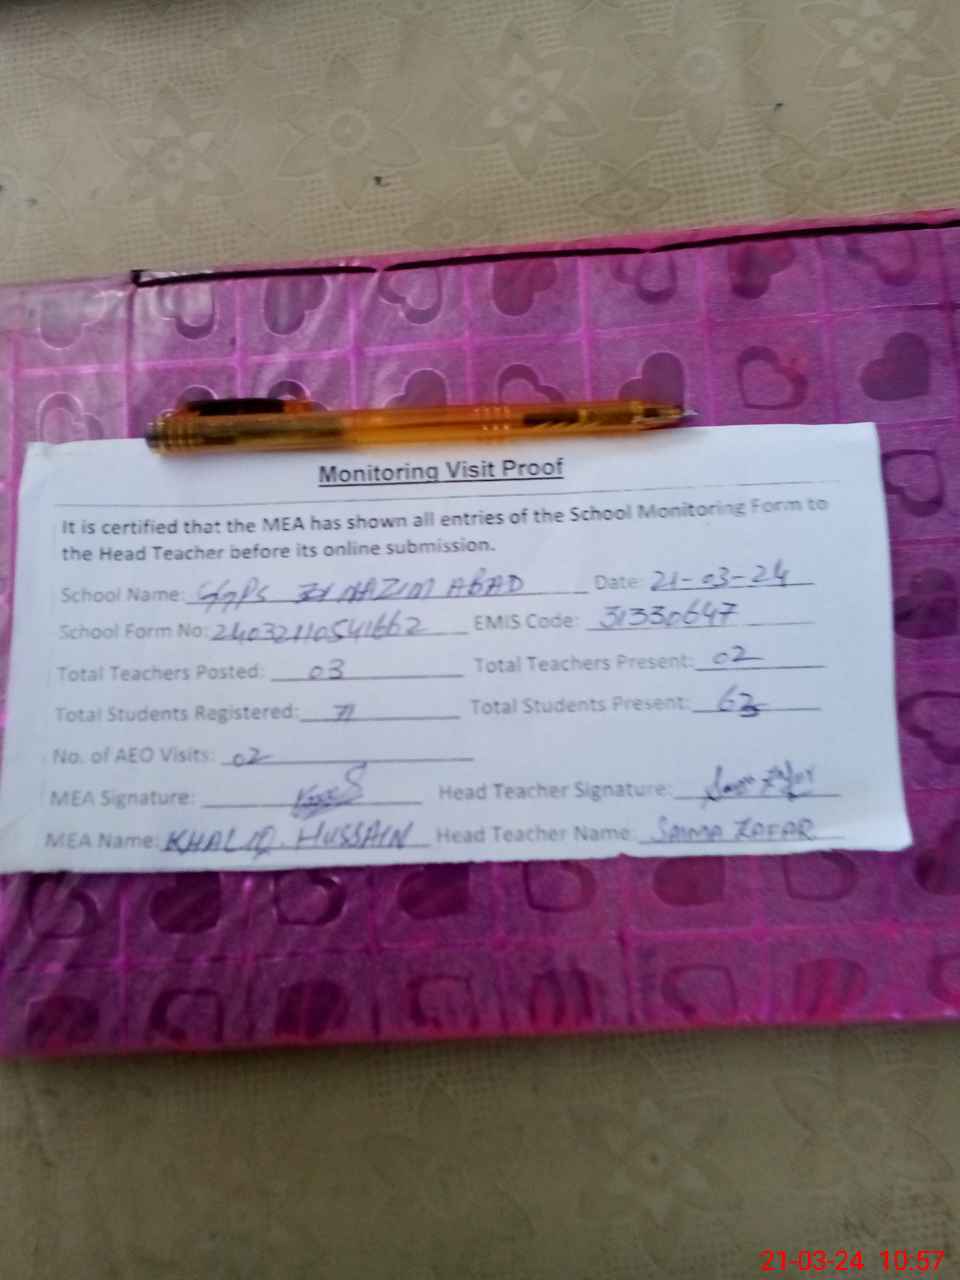 Monitoring Visit Proof
It is certified that the MEA has shown all entries of the School Monitoring Form to
the Head Teacher before its online submission.
School Name: GGPS NAZIM ABAD Date: 21-03-24
School Form No: 24032110541662 EMIS Code: 31330647
Total Teachers Posted: 03 Total Teachers Present: 02
Total Students Registered: 71 Total Students Present: 63
No. of AEO Visits: 02
MEA Signature: Head Teacher Signature:
MEA Name: KHALIQ. HUSSAIN Head Teacher Name: SAIMA ZAFAR
21-03-24 10:57